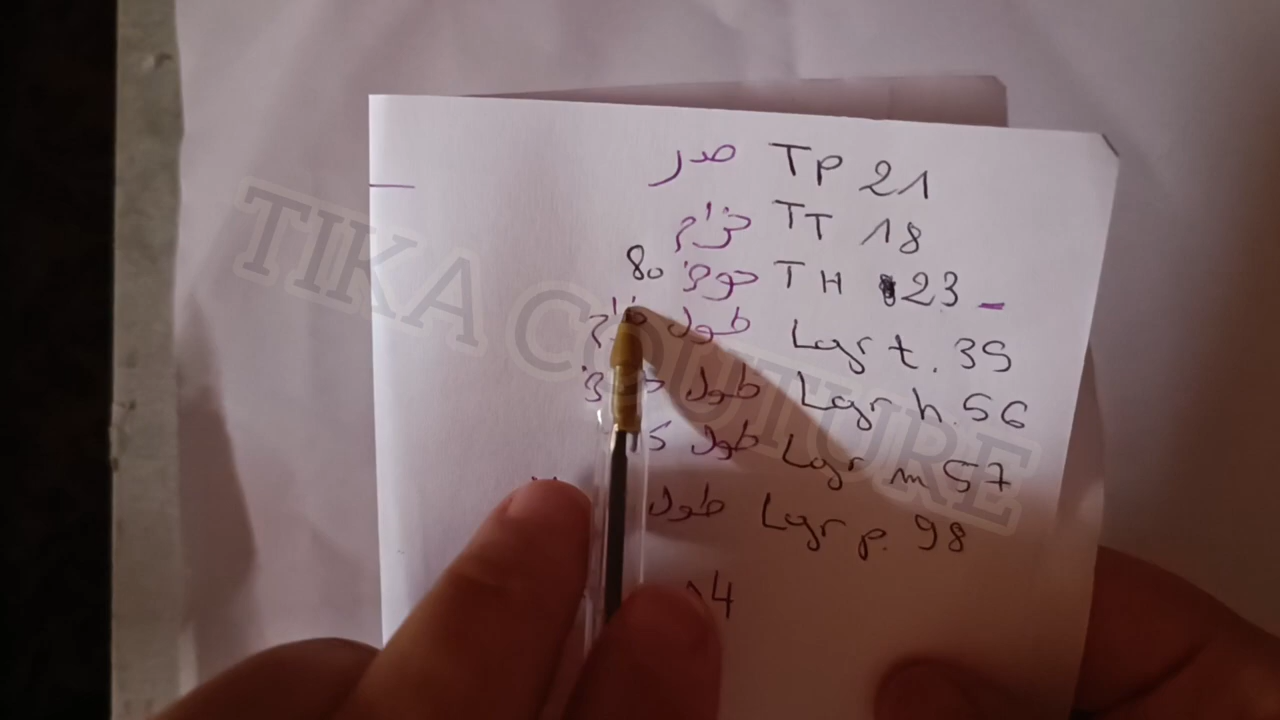 صدر TP 21
حزام TT 18
80 حوض TH 23 –
طول Lgr t. 39
طول Lgr h. 56
طول Lgr m 57
طول Lgr p. 98
14
TIKA COUTURE